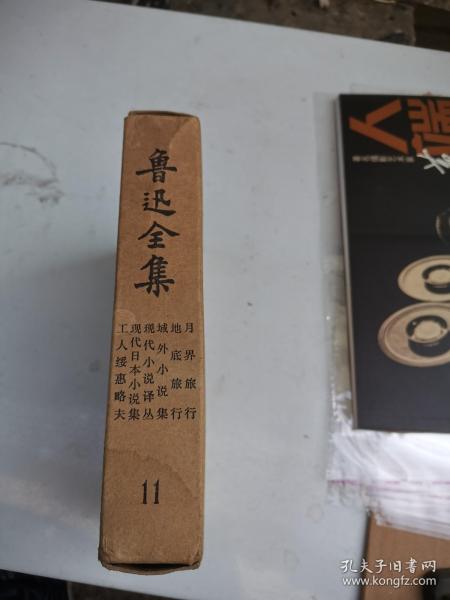 鲁迅全集
月界旅行
地底旅行
域外小说集
现代小说译丛
现代日本小说集
工人绥惠略夫
11
孔夫子旧书网
www.kongfz.com